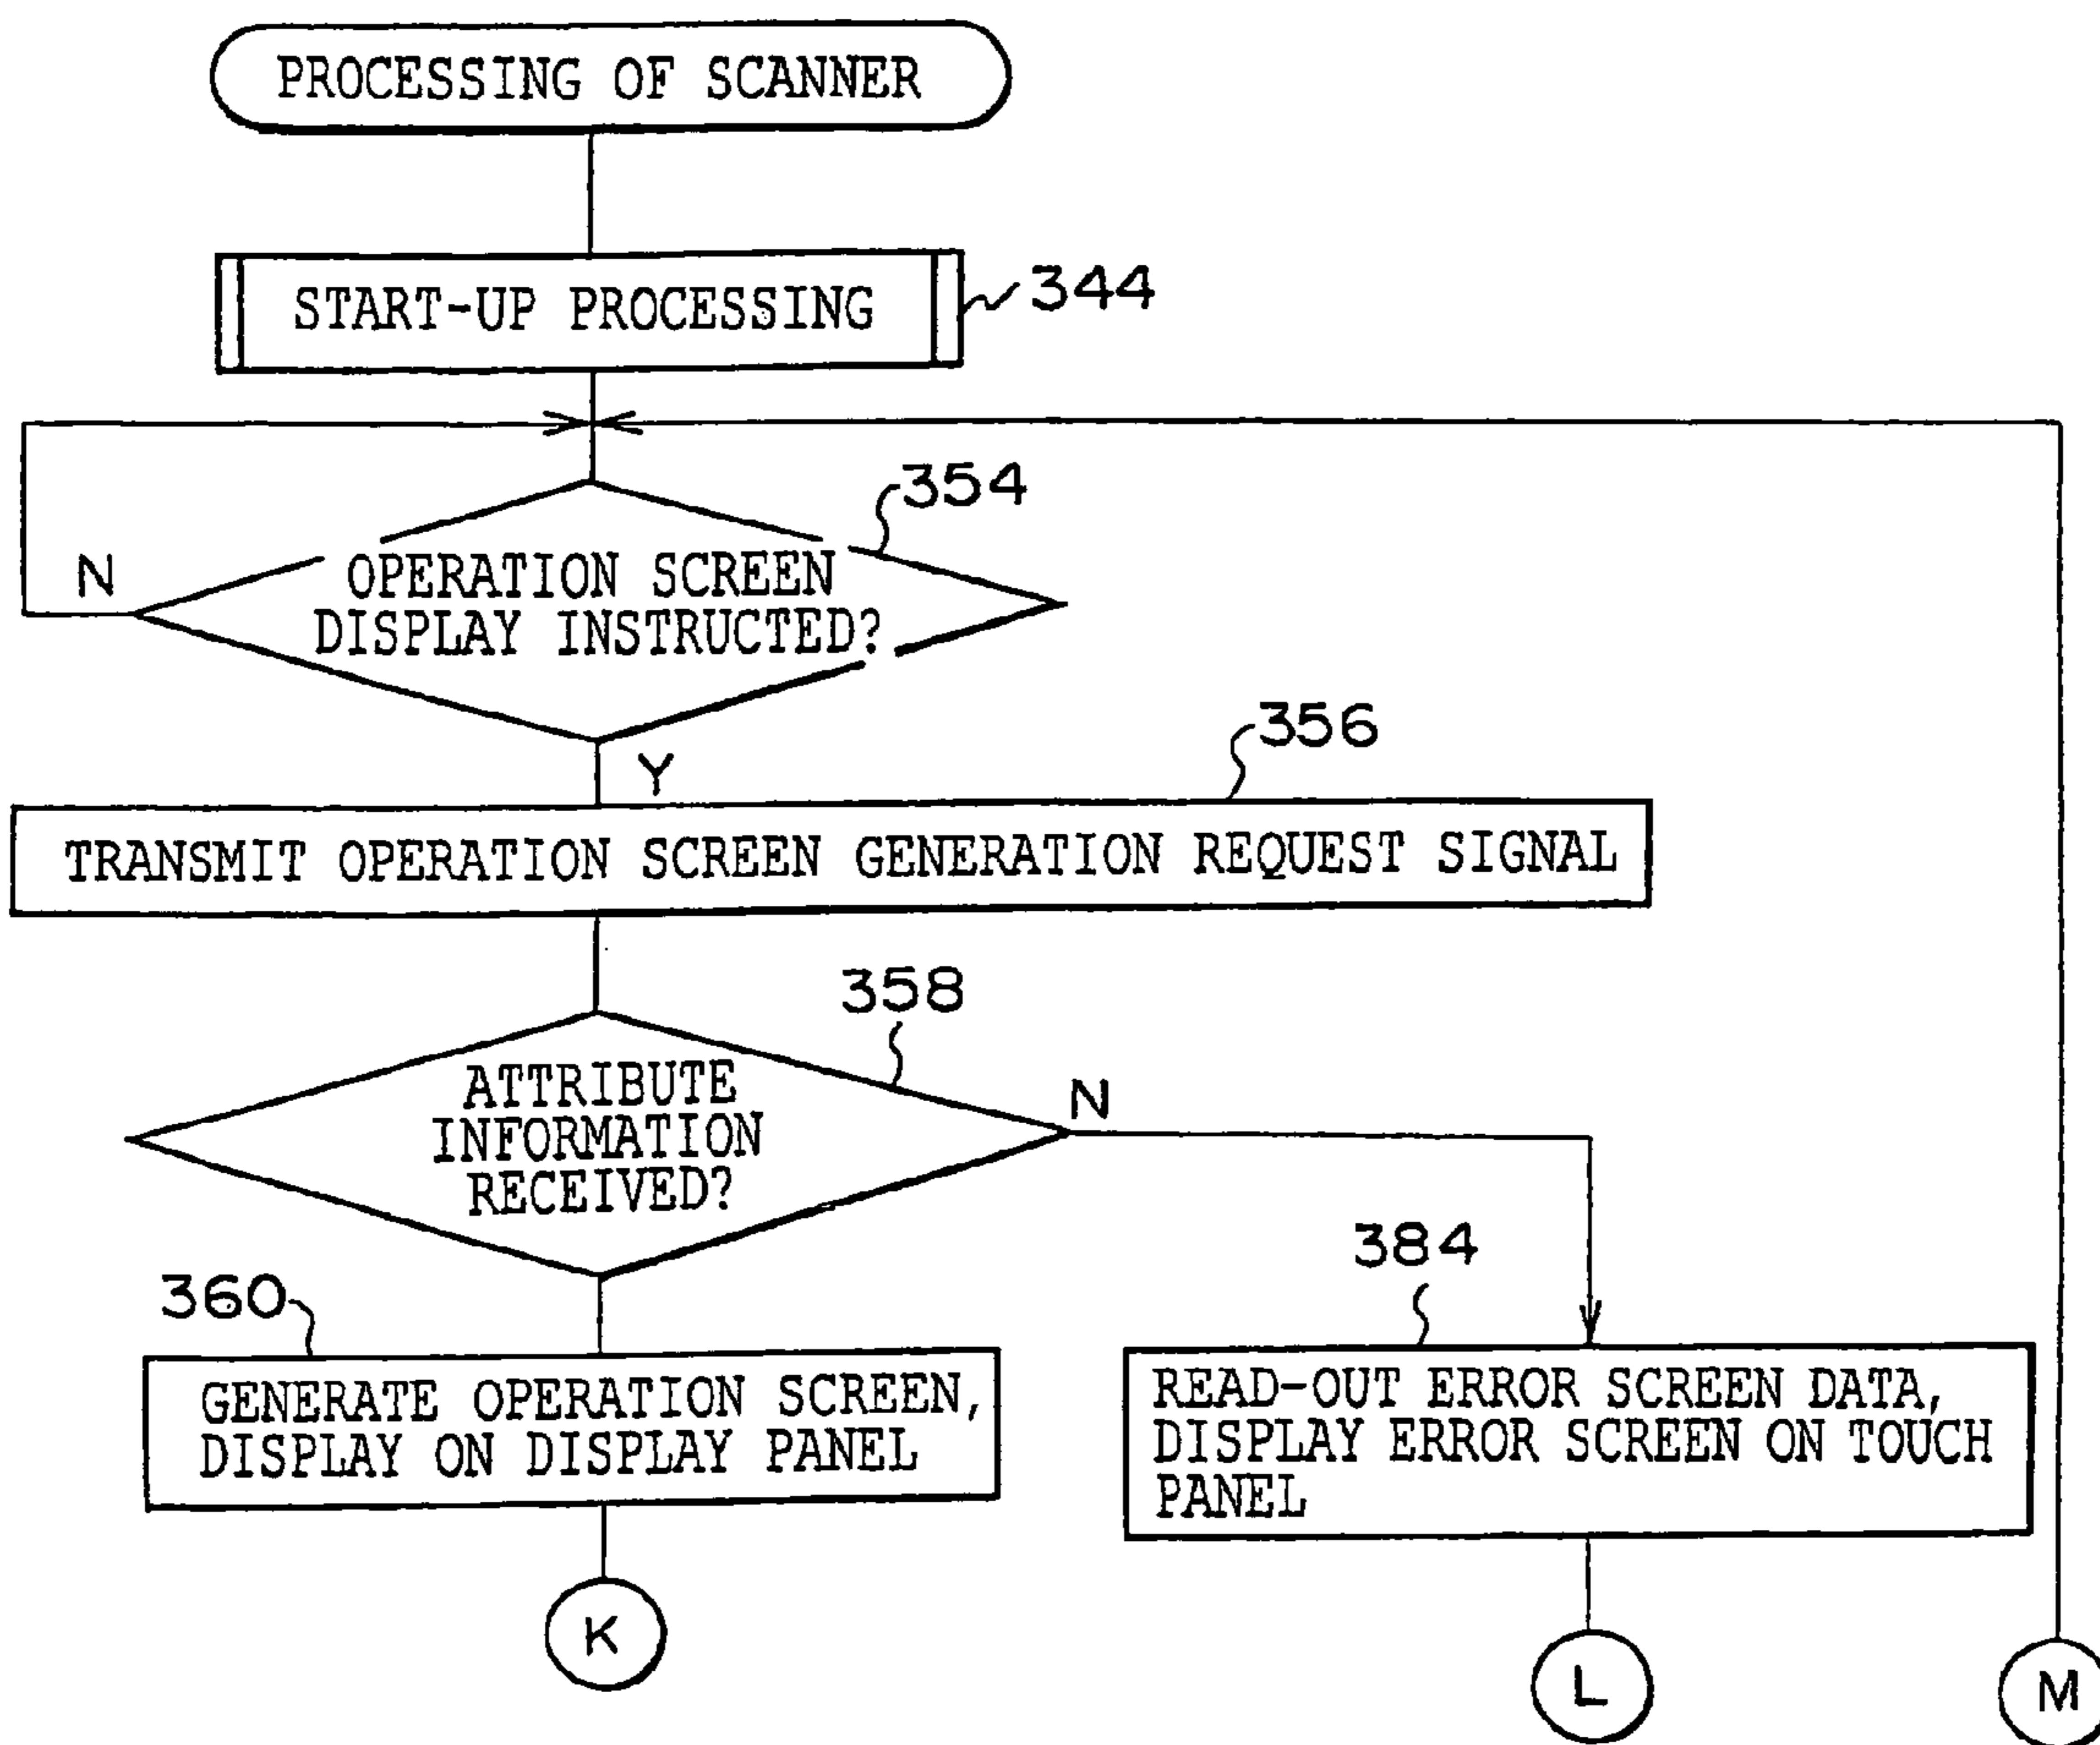 PROCESSING OF SCANNER
START-UP PROCESSING
344
354
N
OPERATION SCREEN
DISPLAY INSTRUCTED?
356
Y
TRANSMIT OPERATION SCREEN GENERATION REQUEST SIGNAL
358
ATTRIBUTE
INFORMATION
RECEIVED?
N
360
384
GENERATE OPERATION SCREEN,
DISPLAY ON DISPLAY PANEL
READ-OUT ERROR SCREEN DATA,
DISPLAY ERROR SCREEN ON TOUCH
PANEL
K
L
M